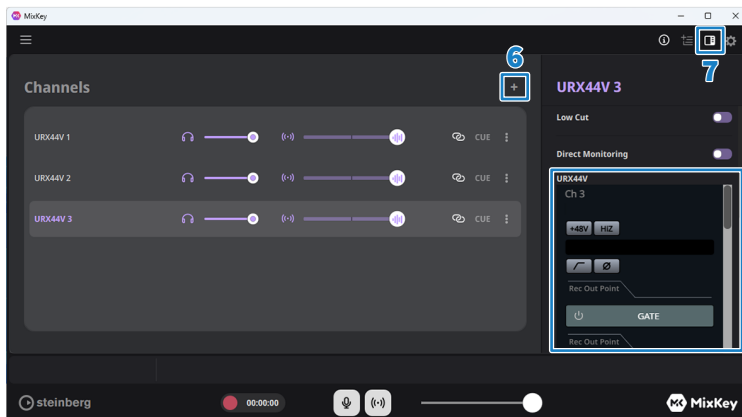 MixKey
6
7
Channels
+
URX44V 3
Low Cut
URX44V 1
CUE
Direct Monitoring
URX44V 2
CUE
URX44V
Ch 3
URX44V 3
CUE
+48V HiZ
Ø
Rec Out Point
GATE
Rec Out Point
steinberg
00:00:00
MK MixKey